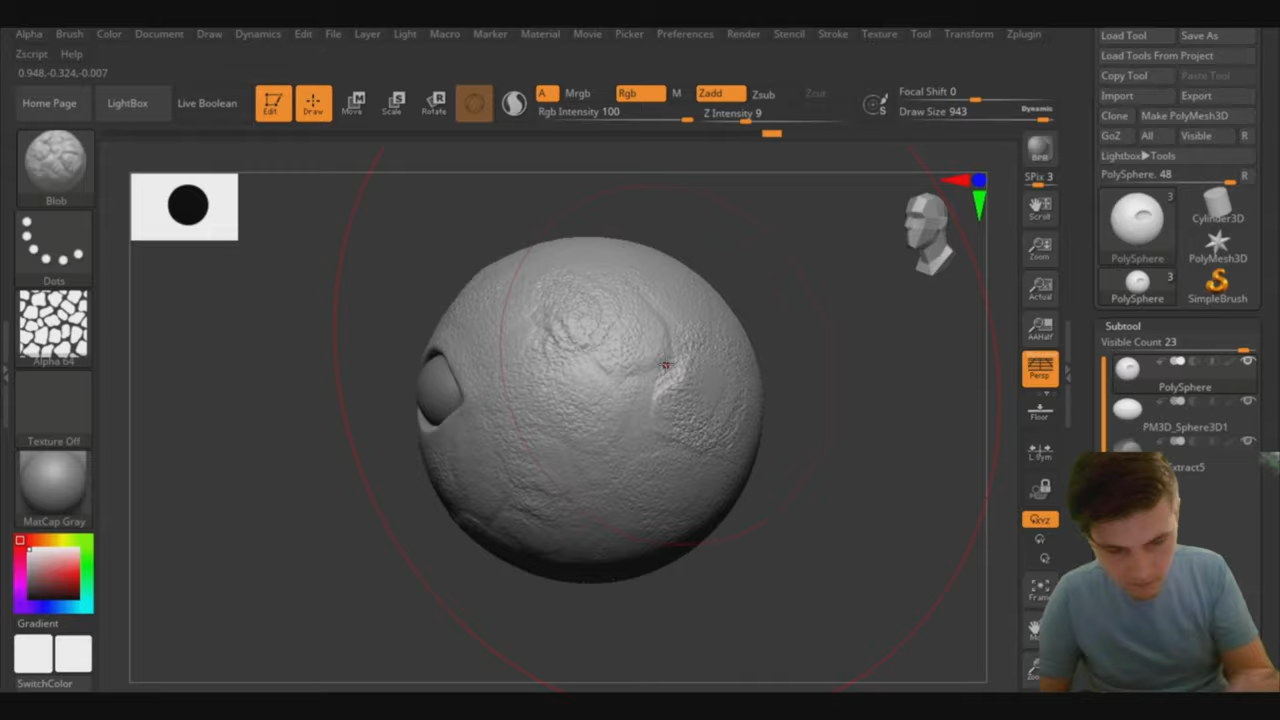 Alpha Brush Color Document Draw Dynamics Edit File Layer Light Macro Marker Material Movie Picker Preferences Render Stencil Stroke Texture Tool Transform Zplugin
Zscript Help
0.948,-0.324,-0.007
Home Page LightBox Live Boolean Edit Draw Move Scale Rotate A Mrgb Rgb M Zadd Zsub Zcut Focal Shift 0
Rgb Intensity 100 Z Intensity 9 Draw Size 943 Dynamic
Load Tool Save As
Load Tools From Project
Copy Tool Paste Tool
Import Export
Clone Make PolyMesh3D
GoZ All Visible R
Lightbox▶Tools
PolySphere. 48 R
3
PolySphere Cylinder3D
PolyMesh3D
3
PolySphere SimpleBrush
Subtool
Visible Count 23
PolySphere
PM3D_Sphere3D1
xtract5
Blob
Dots
Alpha 64
Texture Off
MatCap Gray
Gradient
SwitchColor
BPR
SPix 3
Scroll
Zoom
Actual
AAHalf
Persp
Floor
L.Sym
XYZ
Frame